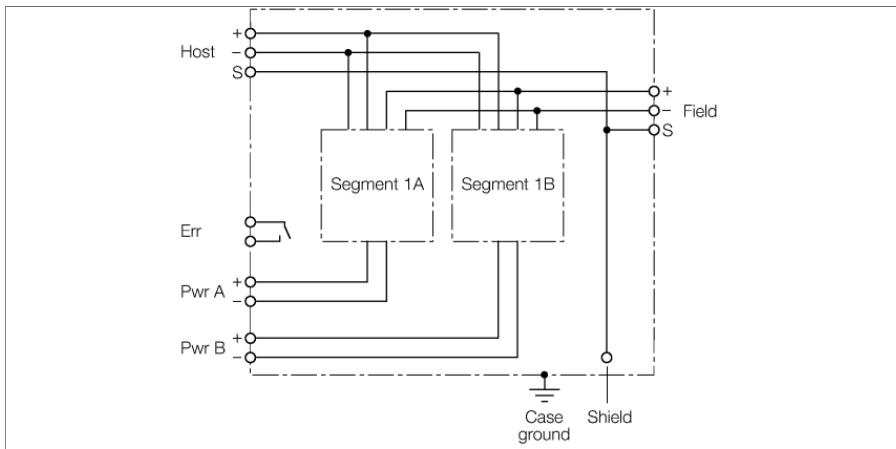 +
Host –
S
+
– Field
S
Segment 1A Segment 1B
Err
+
Pwr A –
+
Pwr B –
Case
ground
Shield